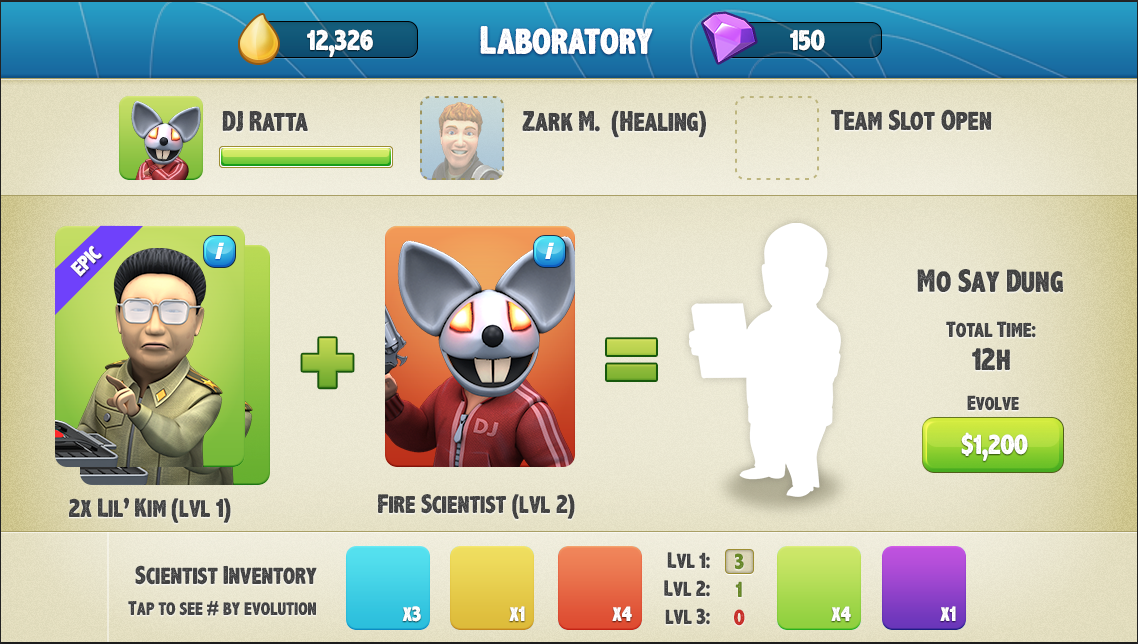 12,326
LABORATORY
150
DJ RATTA
ZARK M. (HEALING)
TEAM SLOT OPEN
EPIC
i
i
DJ
MO SAY DUNG
TOTAL TIME:
12H
EVOLVE
$1,200
2X LIL' KIM (LVL 1)
FIRE SCIENTIST (LVL 2)
SCIENTIST INVENTORY
TAP TO SEE # BY EVOLUTION
X3
X1
X4
LVL 1: 3
LVL 2: 1
LVL 3: 0
X4
X1